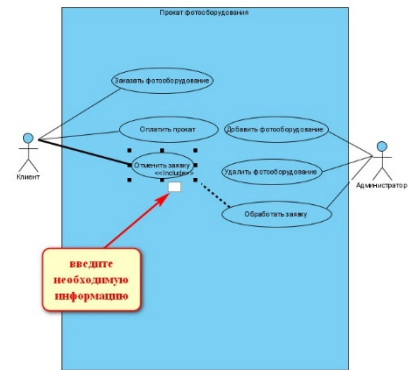 Прокат фотооборудования
Заказать фотооборудование
Оплатить прокат
Добавить фотооборудование
Отменить заявку
<<Include>>
Удалить фотооборудование
Клиент
Администратор
Обработать заявку
введите
необходимую
информацию